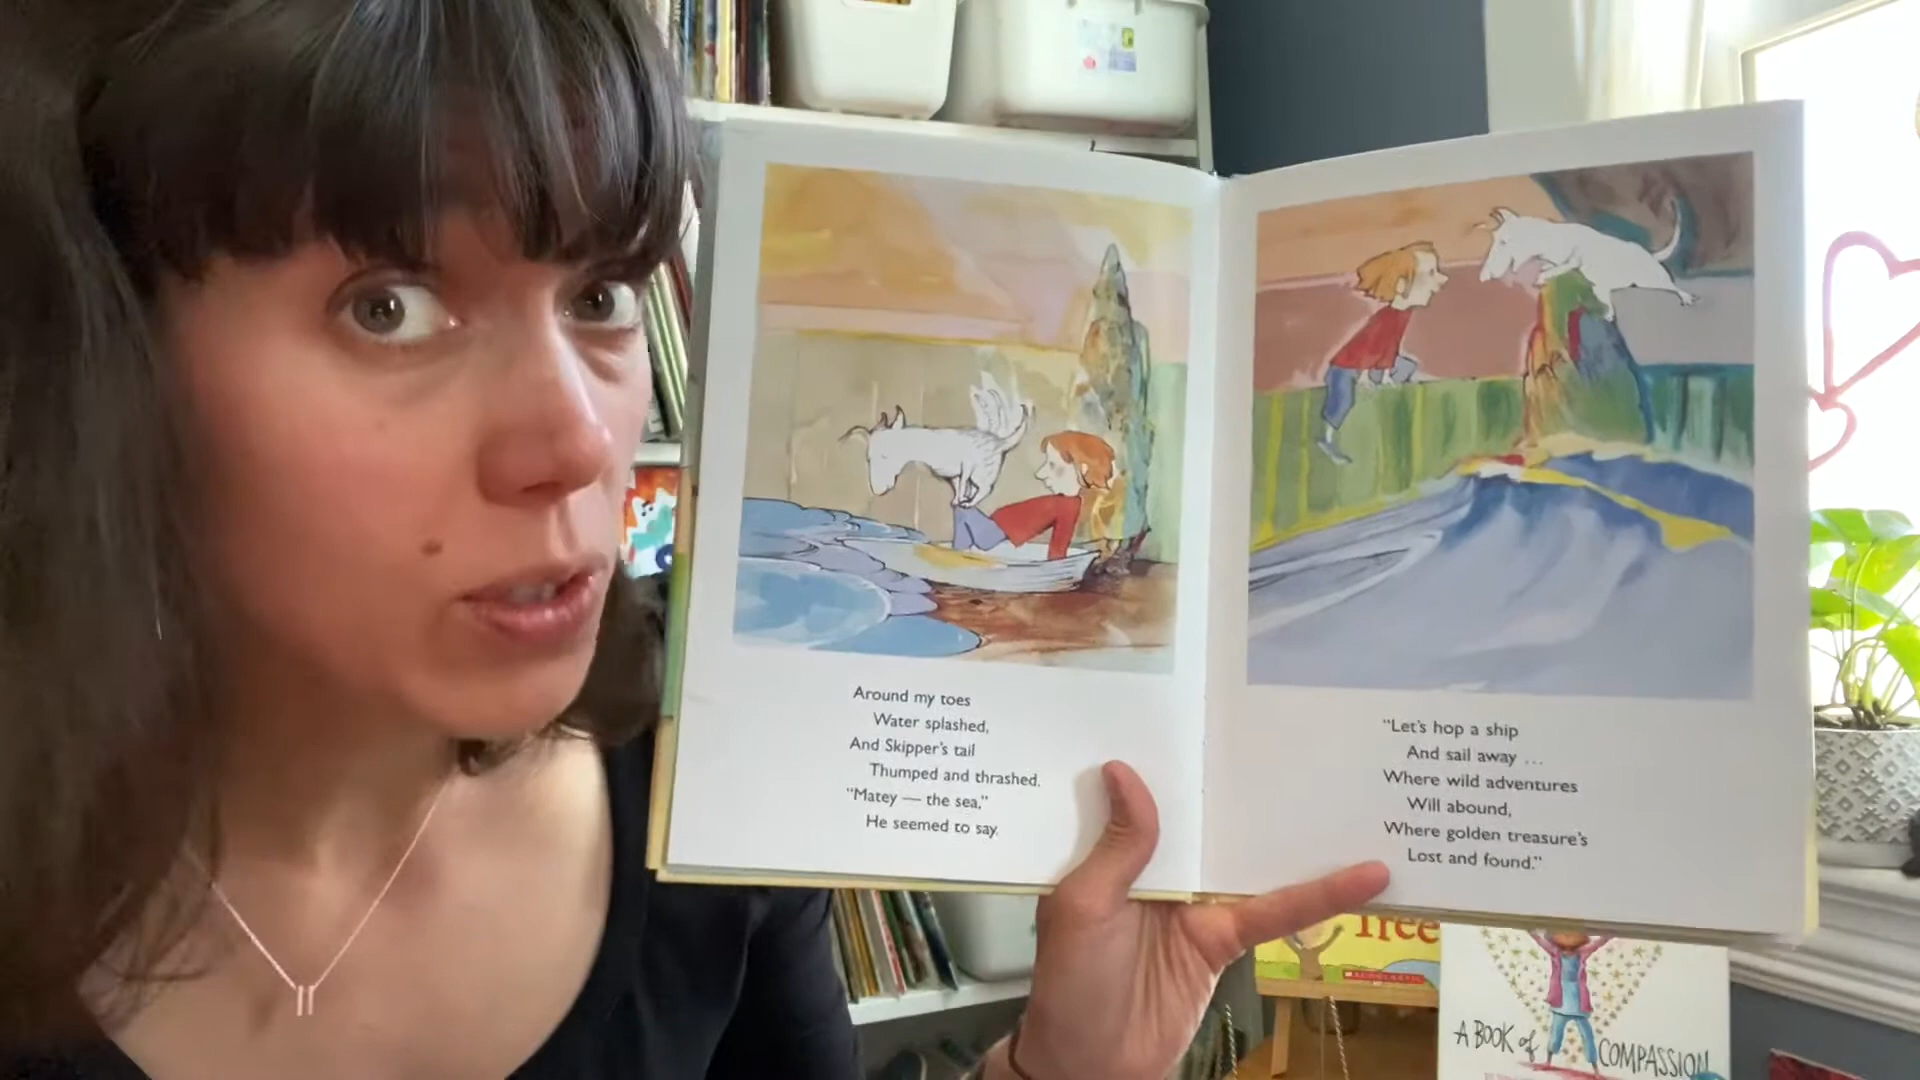 Around my toes
Water splashed,
And Skipper's tail
Thumped and thrashed.
"Matey — the sea,"
He seemed to say.
"Let's hop a ship
And sail away ...
Where wild adventures
Will abound,
Where golden treasure's
Lost and found."
Tree
SCHOLASTIC
A BOOK of COMPASSION